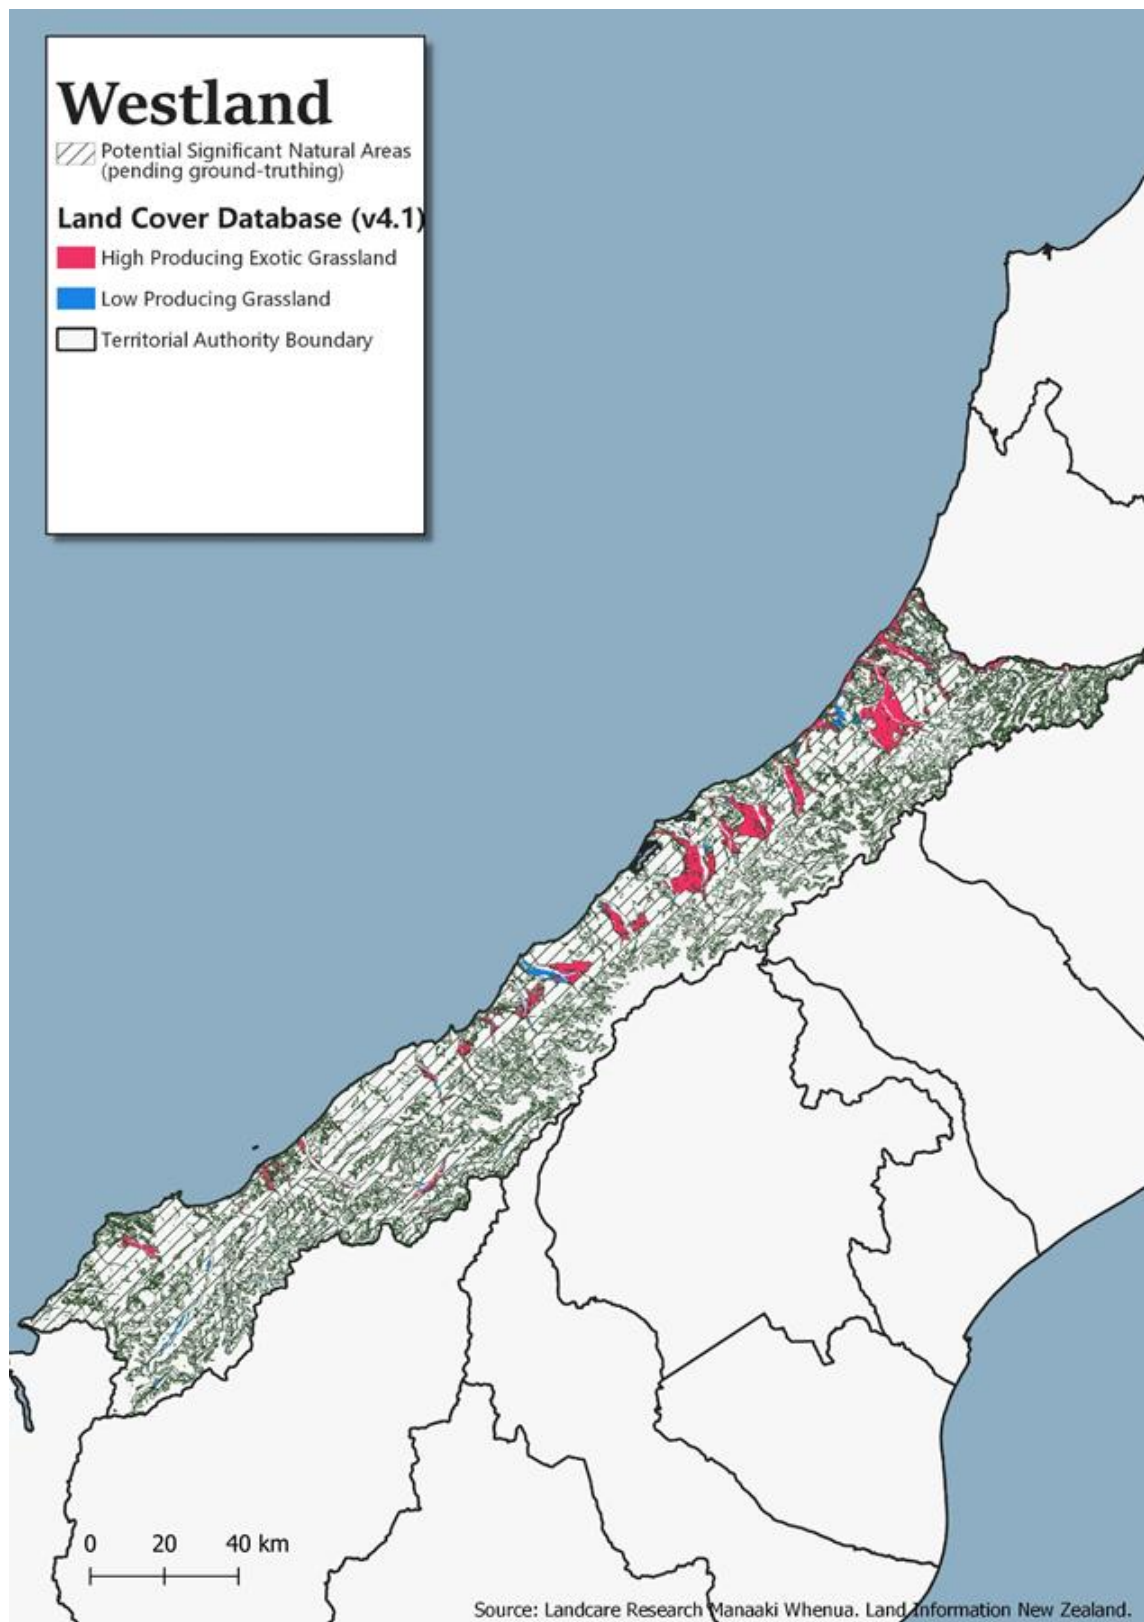 Westland
Potential Significant Natural Areas
(pending ground-truthing)
Land Cover Database (v4.1)
High Producing Exotic Grassland
Low Producing Grassland
Territorial Authority Boundary
0 20 40 km
Source: Landcare Research Manaaki Whenua. Land Information New Zealand.